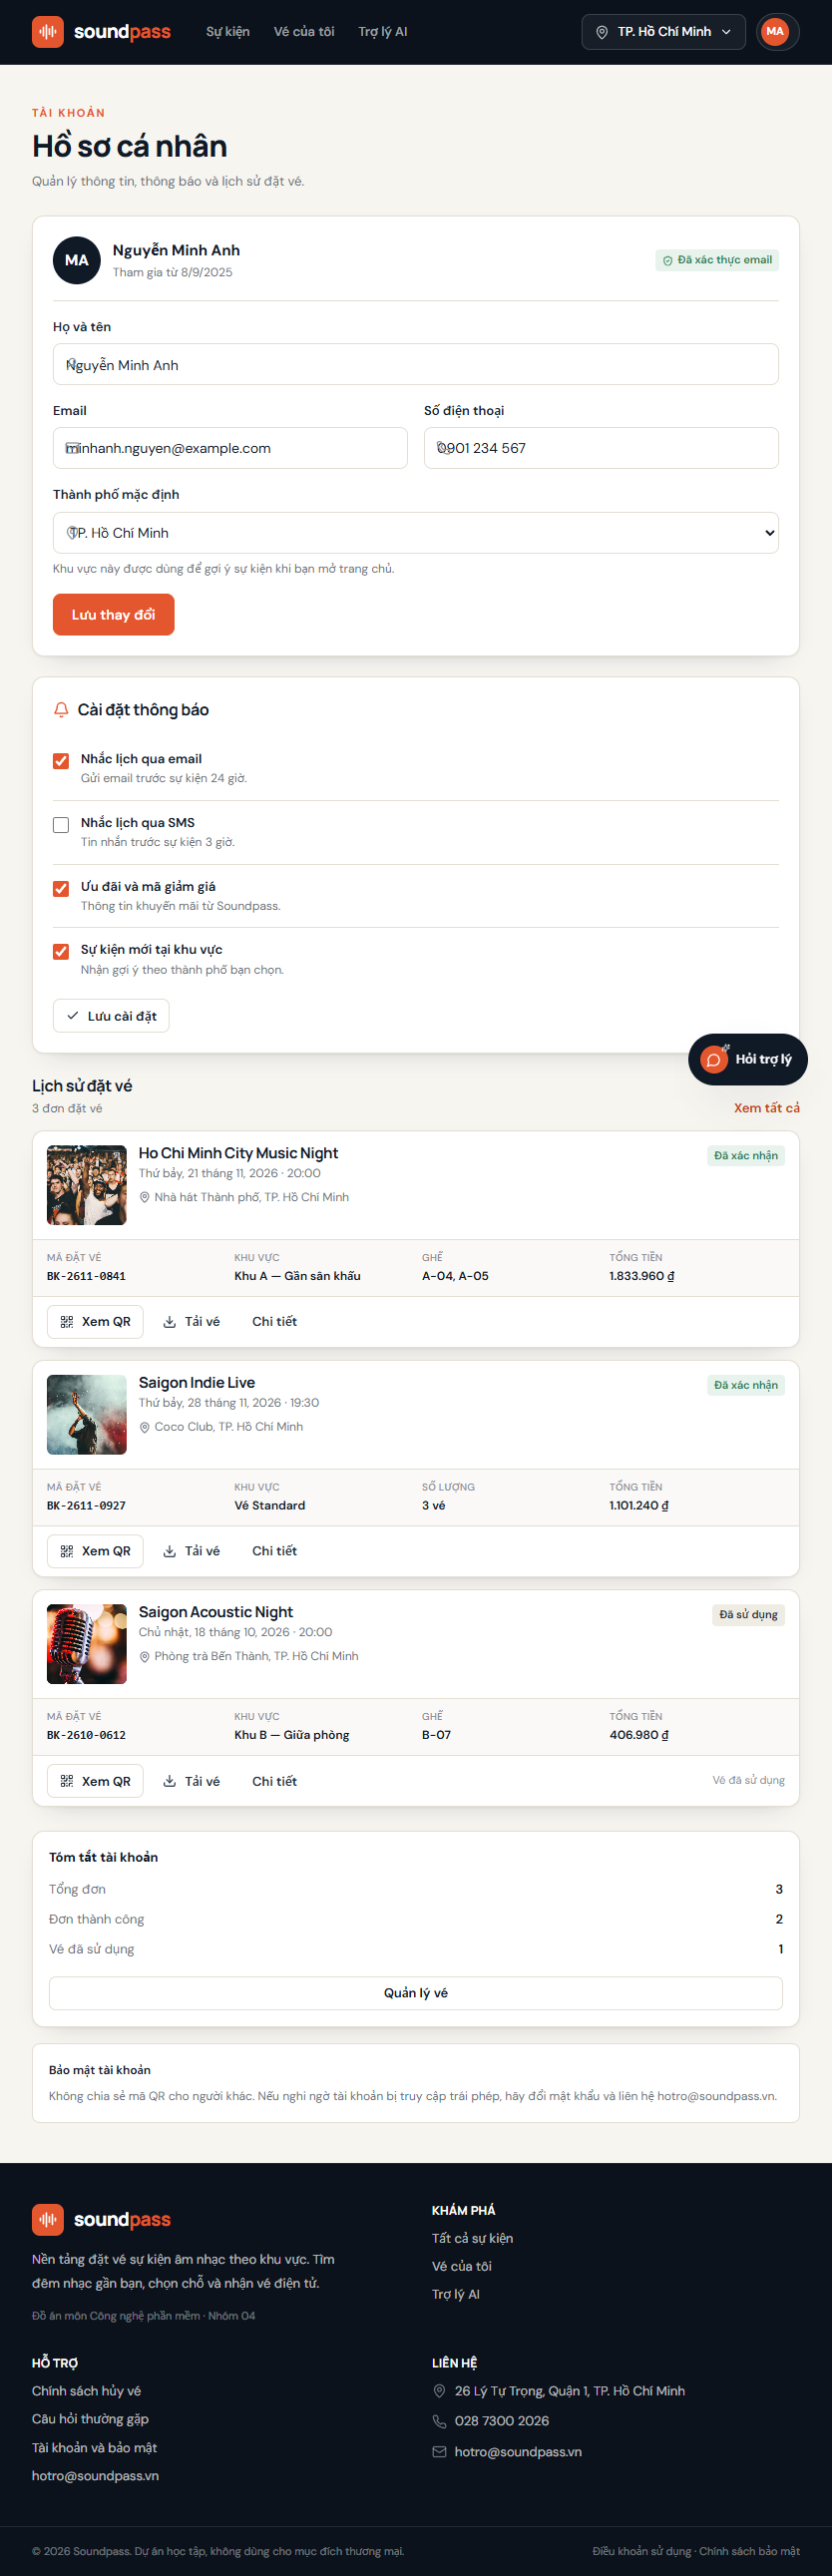 soundpass
Sự kiện
Vé của tôi
Trợ lý AI
TP. Hồ Chí Minh
MA
TÀI KHOẢN
Hồ sơ cá nhân
Quản lý thông tin, thông báo và lịch sử đặt vé.
MA
Nguyễn Minh Anh
Tham gia từ 8/9/2025
Đã xác thực email
Họ và tên
Nguyễn Minh Anh
Email
Số điện thoại
minhanh.nguyen@example.com
0901 234 567
Thành phố mặc định
TP. Hồ Chí Minh
Khu vực này được dùng để gợi ý sự kiện khi bạn mở trang chủ.
Lưu thay đổi
Cài đặt thông báo
Nhắc lịch qua email
Gửi email trước sự kiện 24 giờ.
Nhắc lịch qua SMS
Tin nhắn trước sự kiện 3 giờ.
Ưu đãi và mã giảm giá
Thông tin khuyến mãi từ Soundpass.
Sự kiện mới tại khu vực
Nhận gợi ý theo thành phố bạn chọn.
Lưu cài đặt
Hỏi trợ lý
Lịch sử đặt vé
3 đơn đặt vé
Xem tất cả
Ho Chi Minh City Music Night
Đã xác nhận
Thứ bảy, 21 tháng 11, 2026 · 20:00
Nhà hát Thành phố, TP. Hồ Chí Minh
MÃ ĐẶT VÉ
KHU VỰC
GHẾ
TỔNG TIỀN
BK-2611-0841
Khu A — Gần sân khấu
A-04, A-05
1.833.960 ₫
Xem QR
Tải vé
Chi tiết
Saigon Indie Live
Đã xác nhận
Thứ bảy, 28 tháng 11, 2026 · 19:30
Coco Club, TP. Hồ Chí Minh
MÃ ĐẶT VÉ
KHU VỰC
SỐ LƯỢNG
TỔNG TIỀN
BK-2611-0927
Vé Standard
3 vé
1.101.240 ₫
Xem QR
Tải vé
Chi tiết
Saigon Acoustic Night
Đã sử dụng
Chủ nhật, 18 tháng 10, 2026 · 20:00
Phòng trà Bến Thành, TP. Hồ Chí Minh
MÃ ĐẶT VÉ
KHU VỰC
GHẾ
TỔNG TIỀN
BK-2610-0612
Khu B — Giữa phòng
B-07
406.980 ₫
Xem QR
Tải vé
Chi tiết
Vé đã sử dụng
Tóm tắt tài khoản
Tổng đơn
3
Đơn thành công
2
Vé đã sử dụng
1
Quản lý vé
Bảo mật tài khoản
Không chia sẻ mã QR cho người khác. Nếu nghi ngờ tài khoản bị truy cập trái phép, hãy đổi mật khẩu và liên hệ hotro@soundpass.vn.
soundpass
Nền tảng đặt vé sự kiện âm nhạc theo khu vực. Tìm
đêm nhạc gần bạn, chọn chỗ và nhận vé điện tử.
Đồ án môn Công nghệ phần mềm · Nhóm 04
KHÁM PHÁ
Tất cả sự kiện
Vé của tôi
Trợ lý AI
HỖ TRỢ
Chính sách hủy vé
Câu hỏi thường gặp
Tài khoản và bảo mật
hotro@soundpass.vn
LIÊN HỆ
26 Lý Tự Trọng, Quận 1, TP. Hồ Chí Minh
028 7300 2026
hotro@soundpass.vn
© 2026 Soundpass. Dự án học tập, không dùng cho mục đích thương mại.
Điều khoản sử dụng · Chính sách bảo mật